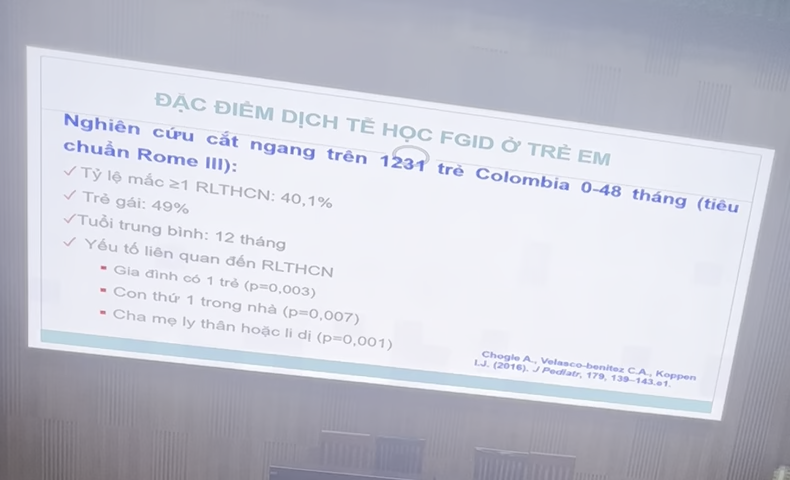 ĐẶC ĐIỂM DỊCH TỄ HỌC FGID Ở TRẺ EM
Nghiên cứu cắt ngang trên 1231 trẻ Colombia 0-48 tháng (tiêu
chuẩn Rome III):
✓ Tỷ lệ mắc ≥1 RLTHCN: 40,1%
✓ Trẻ gái: 49%
✓Tuổi trung bình: 12 tháng
✓ Yếu tố liên quan đến RLTHCN
▪ Gia đình có 1 trẻ (p=0,003)
▪ Con thứ 1 trong nhà (p=0,007)
▪ Cha mẹ ly thân hoặc li dị (p=0,001)
Chogle A., Velasco-benitez C.A., Koppen
I.J. (2016). J Pediatr, 179, 139–143.e1.